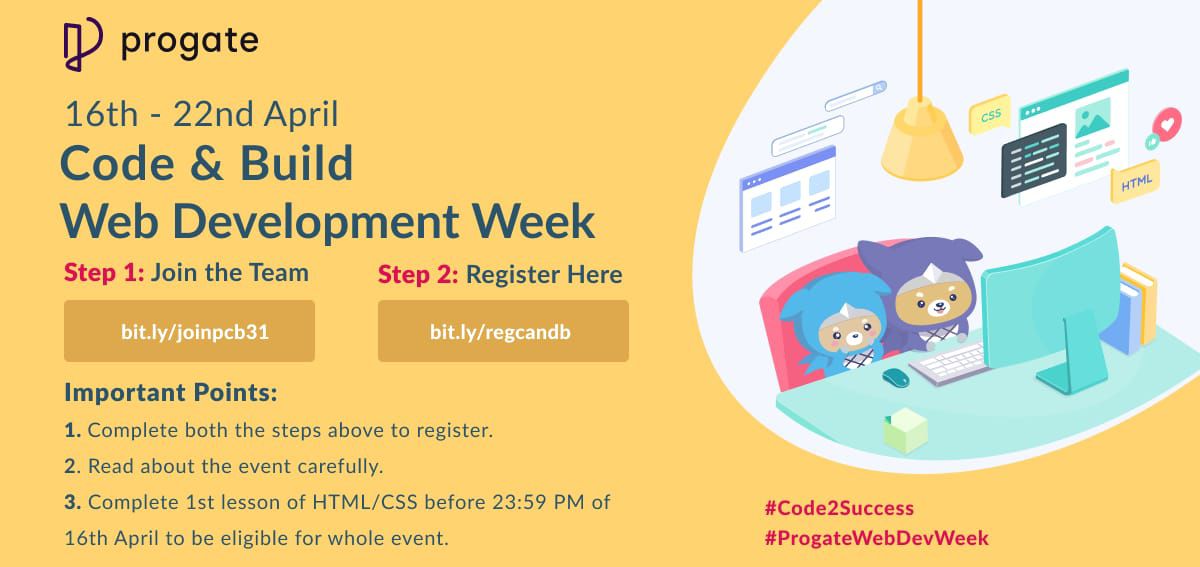 progate
16th - 22nd April
Code & Build
Web Development Week
Step 1: Join the Team
bit.ly/joinpcb31
Step 2: Register Here
bit.ly/regcandb
Important Points:
1. Complete both the steps above to register.
2. Read about the event carefully.
3. Complete 1st lesson of HTML/CSS before 23:59 PM of
16th April to be eligible for whole event.
CSS
HTML
#Code2Success
#ProgateWebDevWeek